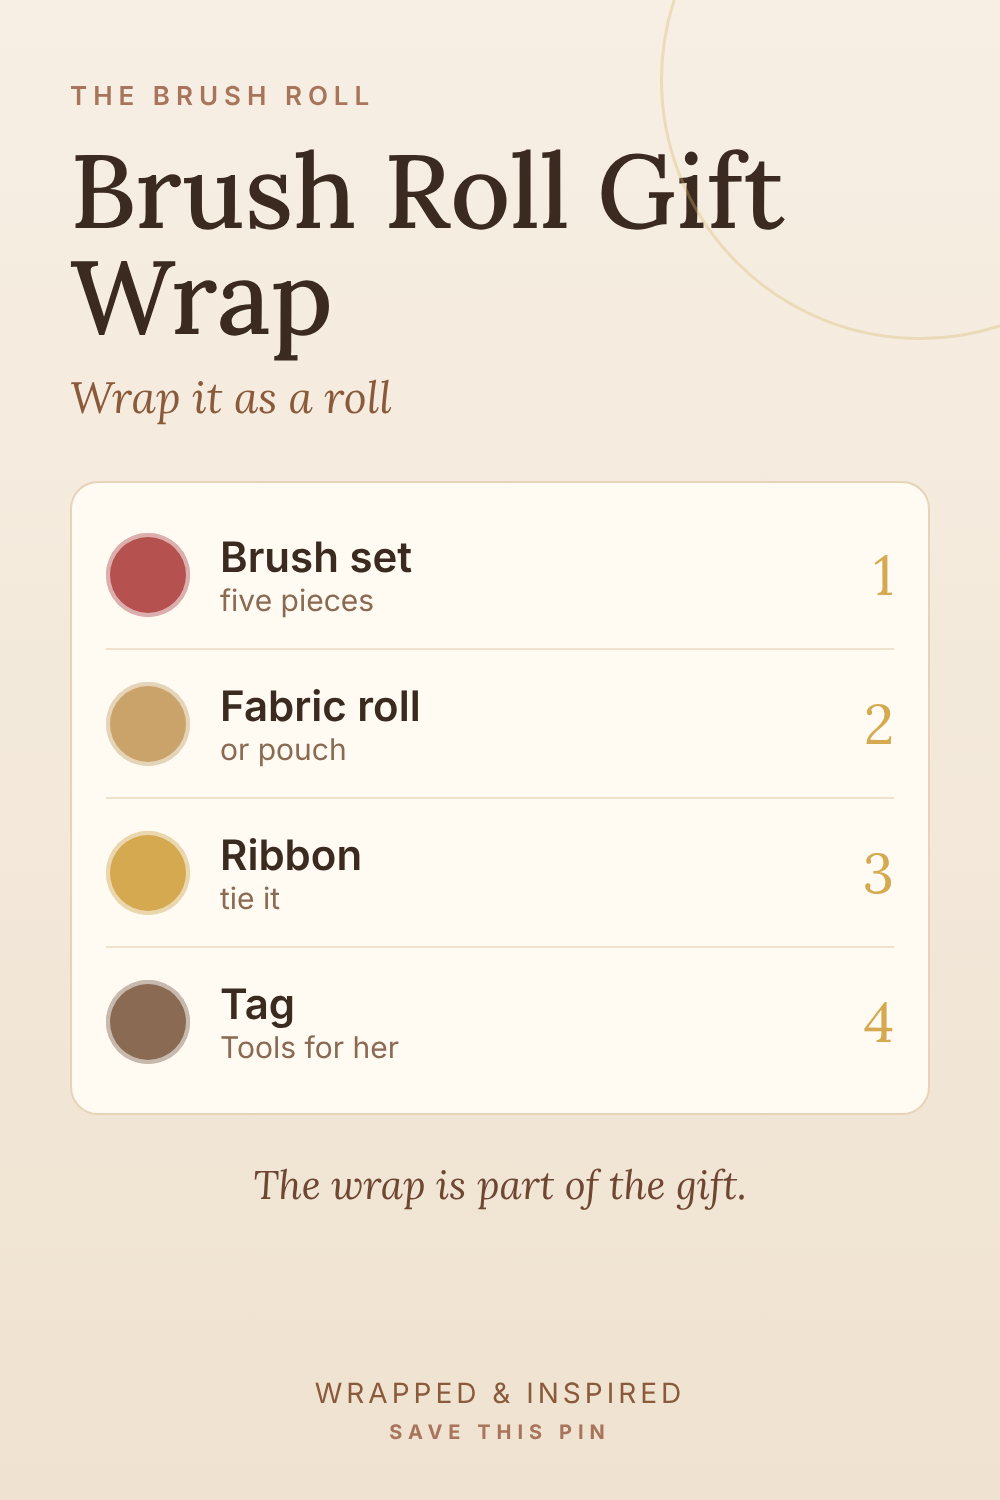 THE BRUSH ROLL
Brush Roll Gift
Wrap
Wrap it as a roll
Brush set
five pieces
1
Fabric roll
or pouch
2
Ribbon
tie it
3
Tag
Tools for her
4
The wrap is part of the gift.
WRAPPED & INSPIRED
SAVE THIS PIN